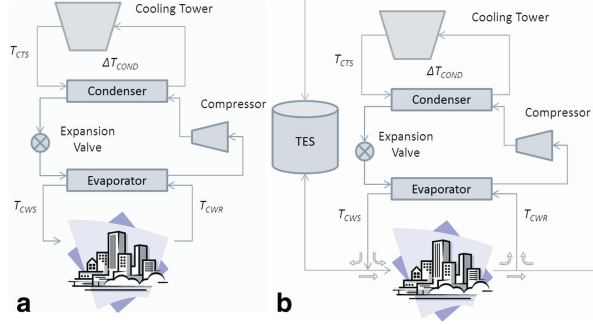 Cooling Tower
T_CTS
ΔT_COND
Condenser
Compressor
Expansion
Valve
Evaporator
T_CWS
T_CWR
a
Cooling Tower
T_CTS
ΔT_COND
Condenser
Compressor
TES
Expansion
Valve
Evaporator
T_CWS
T_CWR
b